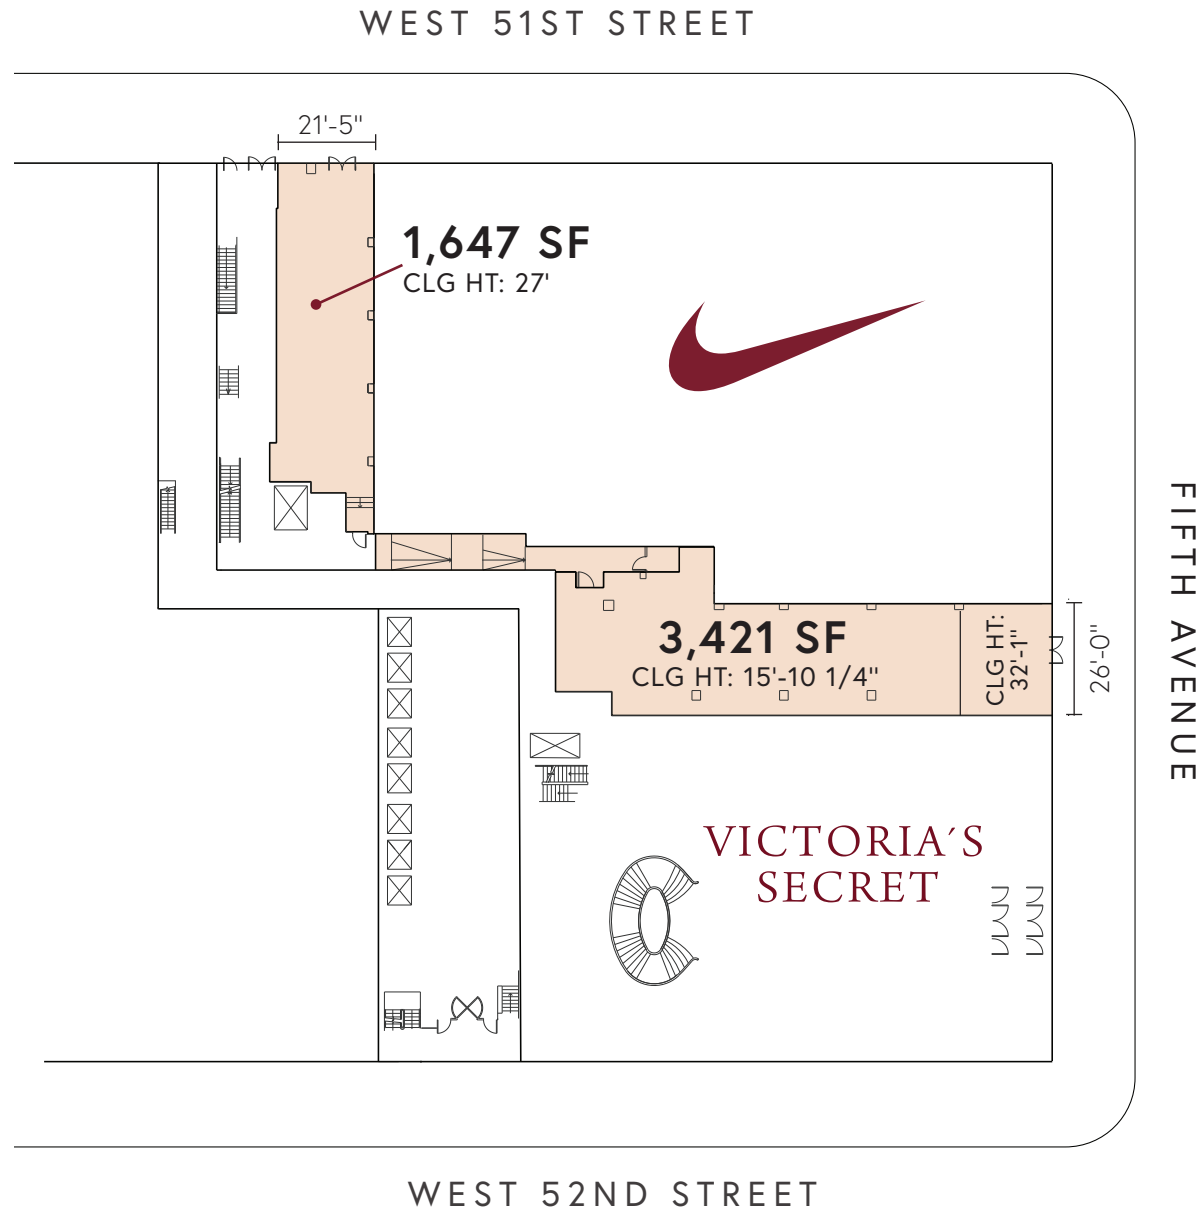 WEST 51ST STREET
21'-5"
1,647 SF
CLG HT: 27'
FIFTH AVENUE
3,421 SF
CLG HT: 15'-10 1/4"
CLG HT:
32'-1"
26'-0"
VICTORIA´S
SECRET
WEST 52ND STREET